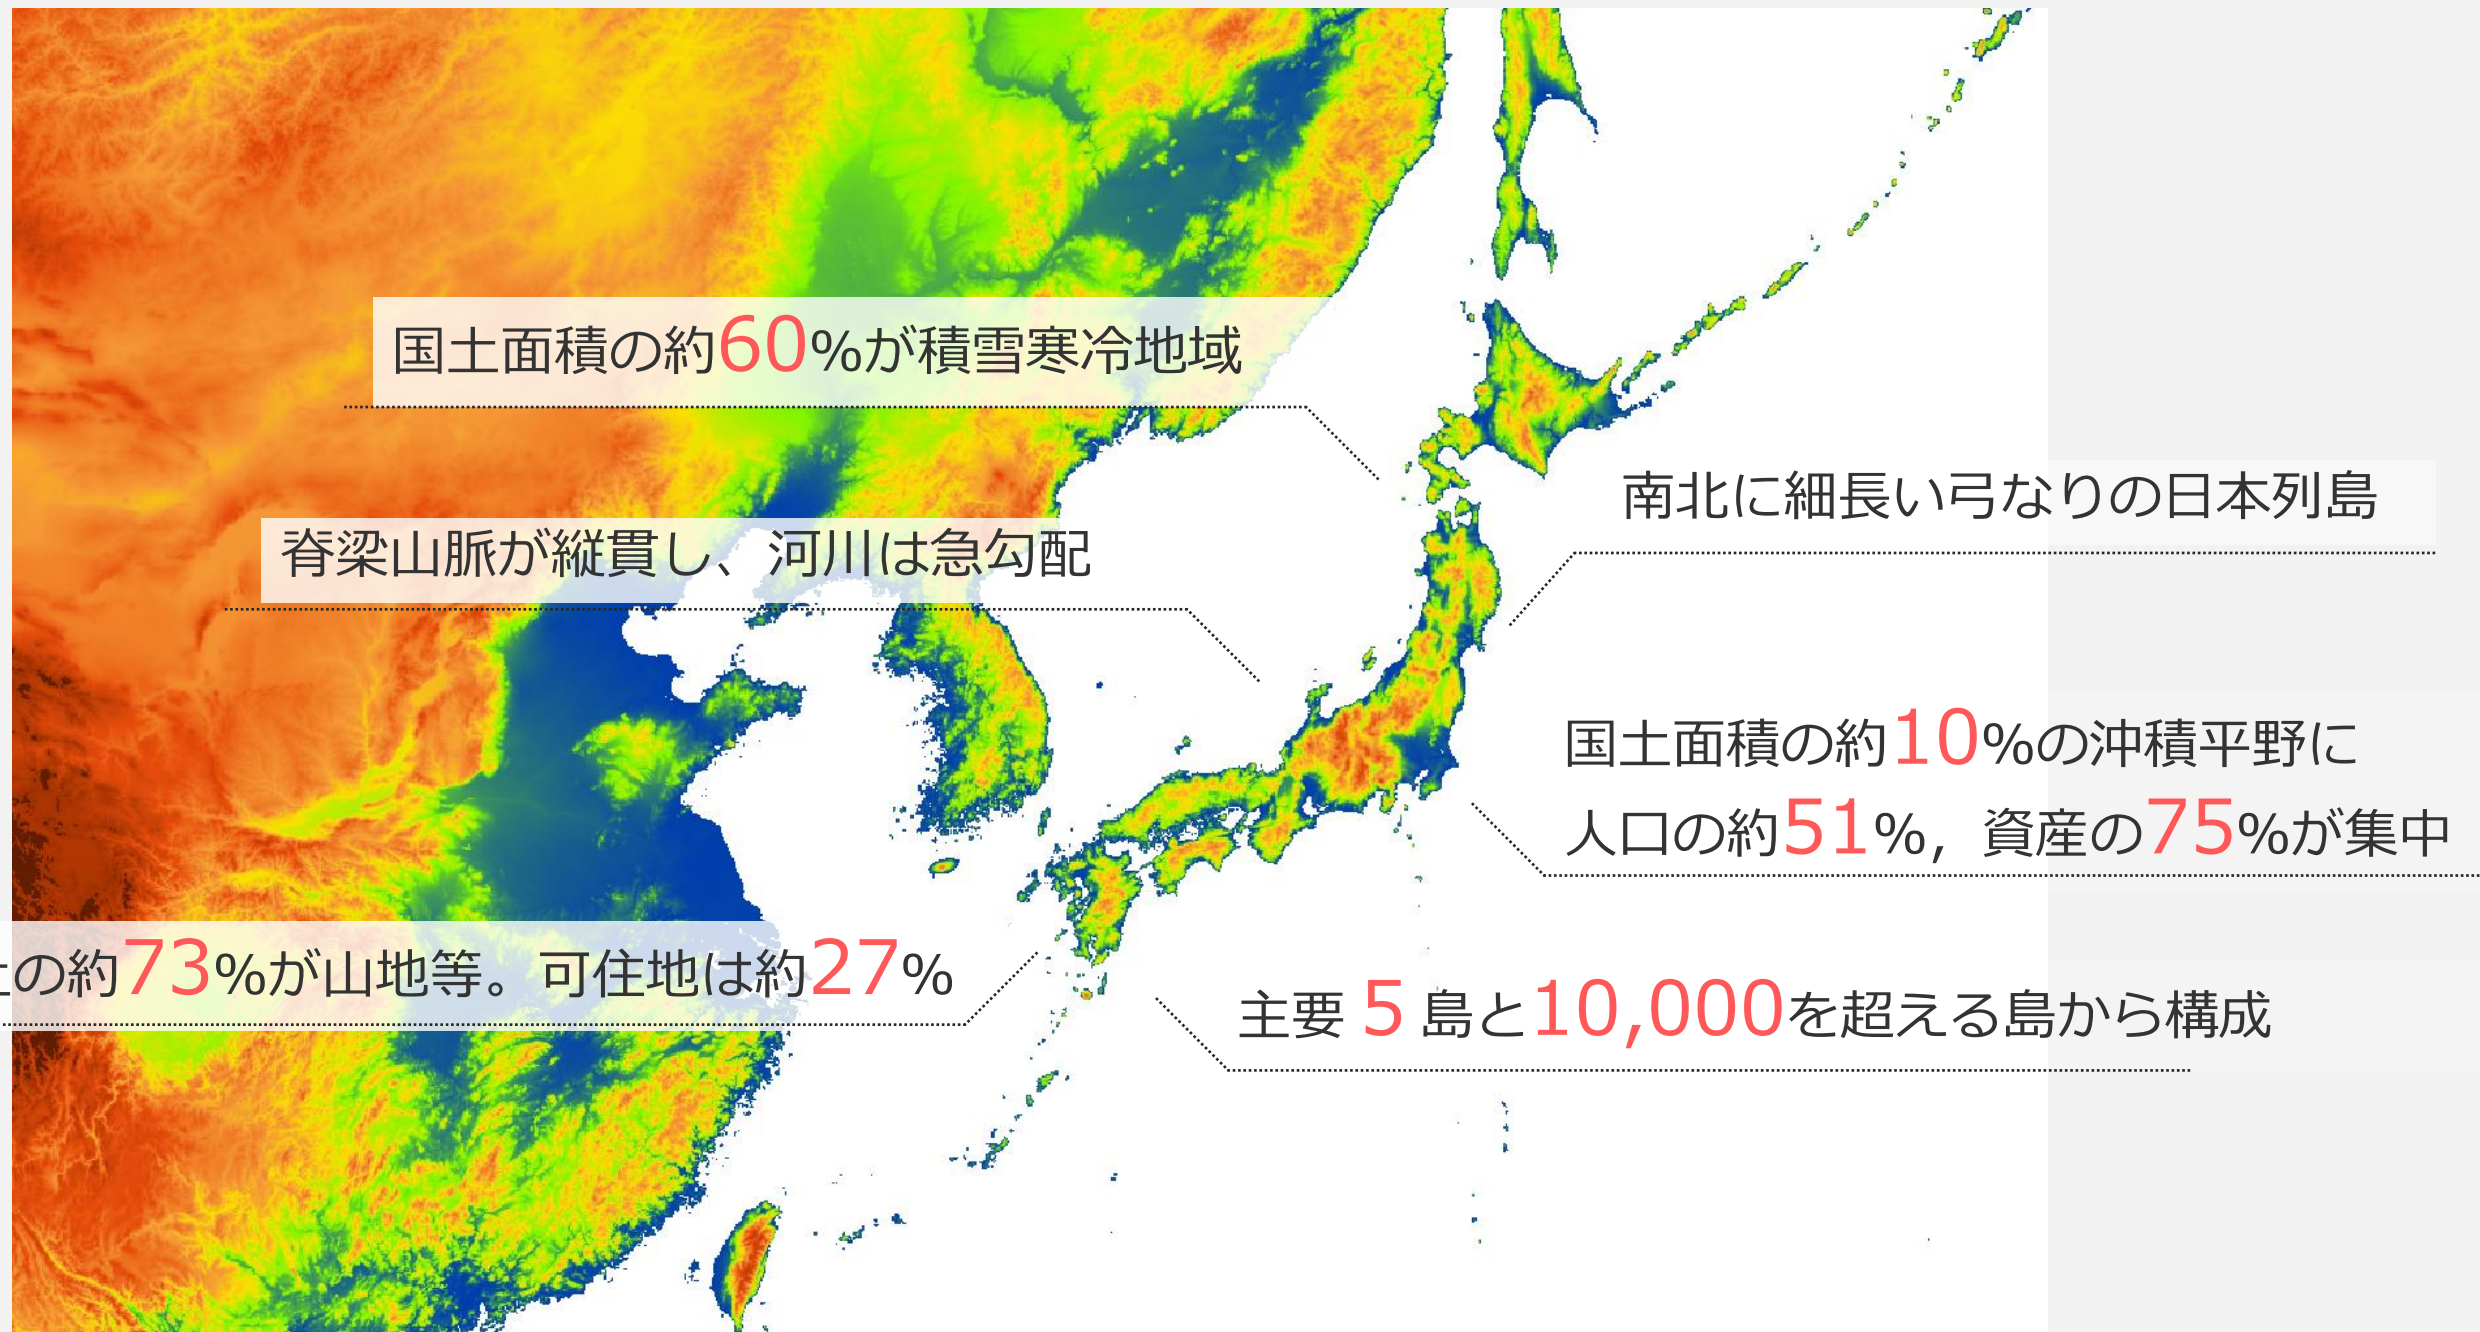 国土面積の約60%が積雪寒冷地域
南北に細長い弓なりの日本列島
脊梁山脈が縦貫し、河川は急勾配
国土面積の約10%の沖積平野に
人口の約51%，資産の75%が集中
の約73%が山地等。可住地は約27%
主要 5 島と10,000を超える島から構成